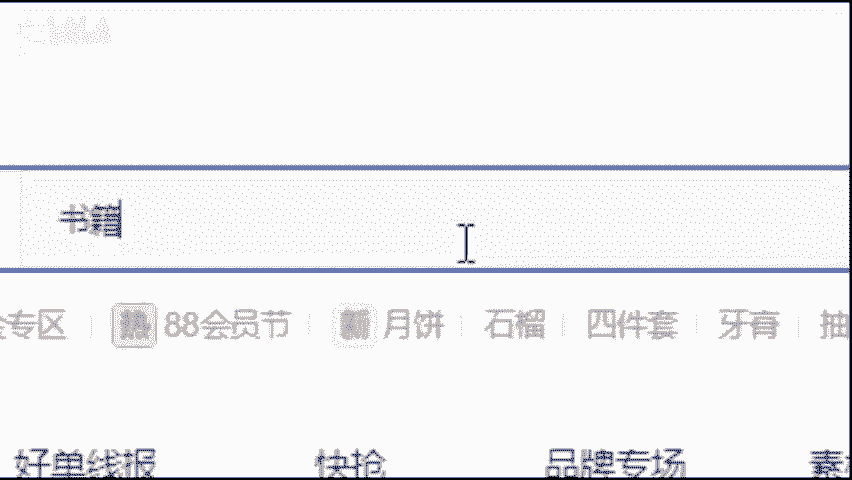 书籍
专区 热 88会员节 新 月饼 石榴 四件套 牙膏 抽
好单线报 快抢 品牌专场 素